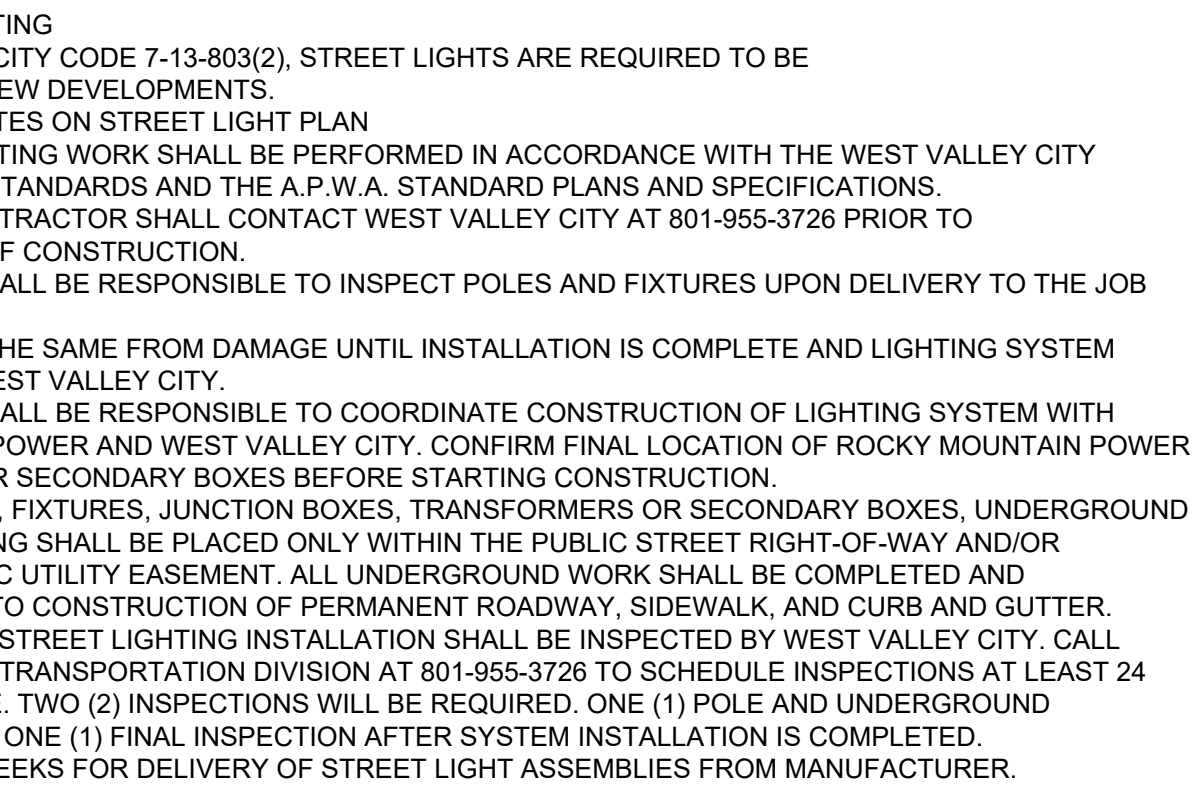 TING
CITY CODE 7-13-803(2), STREET LIGHTS ARE REQUIRED TO BE
EW DEVELOPMENTS.
TES ON STREET LIGHT PLAN
TING WORK SHALL BE PERFORMED IN ACCORDANCE WITH THE WEST VALLEY CITY
TANDARDS AND THE A.P.W.A. STANDARD PLANS AND SPECIFICATIONS.
TRACTOR SHALL CONTACT WEST VALLEY CITY AT 801-955-3726 PRIOR TO
F CONSTRUCTION.
ALL BE RESPONSIBLE TO INSPECT POLES AND FIXTURES UPON DELIVERY TO THE JOB
HE SAME FROM DAMAGE UNTIL INSTALLATION IS COMPLETE AND LIGHTING SYSTEM
EST VALLEY CITY.
ALL BE RESPONSIBLE TO COORDINATE CONSTRUCTION OF LIGHTING SYSTEM WITH
POWER AND WEST VALLEY CITY. CONFIRM FINAL LOCATION OF ROCKY MOUNTAIN POWER
R SECONDARY BOXES BEFORE STARTING CONSTRUCTION.
, FIXTURES, JUNCTION BOXES, TRANSFORMERS OR SECONDARY BOXES, UNDERGROUND
NG SHALL BE PLACED ONLY WITHIN THE PUBLIC STREET RIGHT-OF-WAY AND/OR
C UTILITY EASEMENT. ALL UNDERGROUND WORK SHALL BE COMPLETED AND
TO CONSTRUCTION OF PERMANENT ROADWAY, SIDEWALK, AND CURB AND GUTTER.
STREET LIGHTING INSTALLATION SHALL BE INSPECTED BY WEST VALLEY CITY. CALL
TRANSPORTATION DIVISION AT 801-955-3726 TO SCHEDULE INSPECTIONS AT LEAST 24
E. TWO (2) INSPECTIONS WILL BE REQUIRED. ONE (1) POLE AND UNDERGROUND
ONE (1) FINAL INSPECTION AFTER SYSTEM INSTALLATION IS COMPLETED.
EEKS FOR DELIVERY OF STREET LIGHT ASSEMBLIES FROM MANUFACTURER.